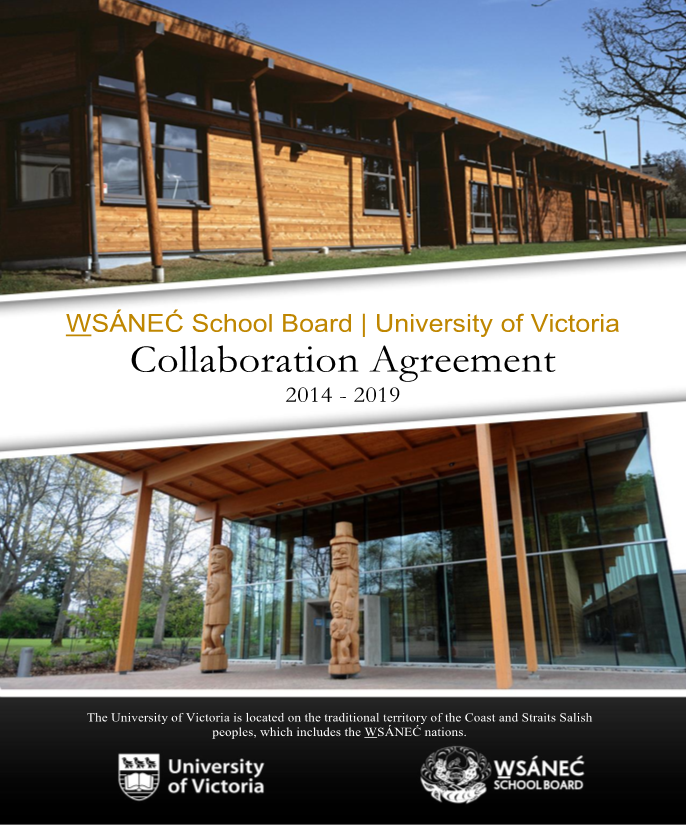 W̲SÁNEĆ School Board | University of Victoria
Collaboration Agreement
2014 - 2019
The University of Victoria is located on the traditional territory of the Coast and Straits Salish
peoples, which includes the W̲SÁNEĆ nations.
University
of Victoria
W̲SÁNEĆ
SCHOOL BOARD